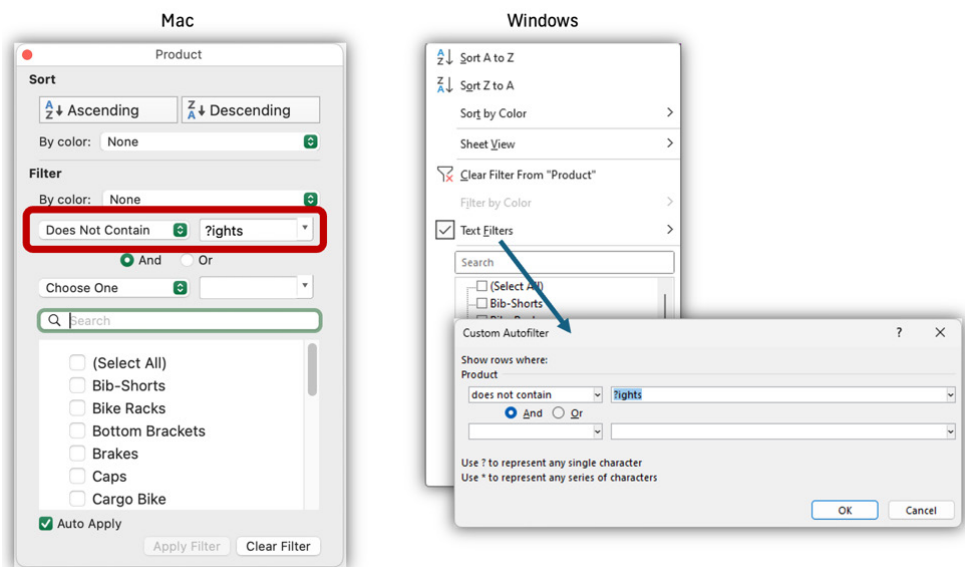 Mac
Product
Sort
Ascending
Descending
By color: None
Filter
By color: None
Does Not Contain ?ights
And Or
Choose One
Search
(Select All)
Bib-Shorts
Bike Racks
Bottom Brackets
Brakes
Caps
Cargo Bike
Auto Apply
Apply Filter Clear Filter
Windows
Sort A to Z
Sort Z to A
Sort by Color
Sheet View
Clear Filter From "Product"
Filter by Color
Text Filters
Search
(Select All)
Bib-Shorts
Custom Autofilter ? X
Show rows where:
Product
does not contain ?ights
And Or
Use ? to represent any single character
Use * to represent any series of characters
OK Cancel